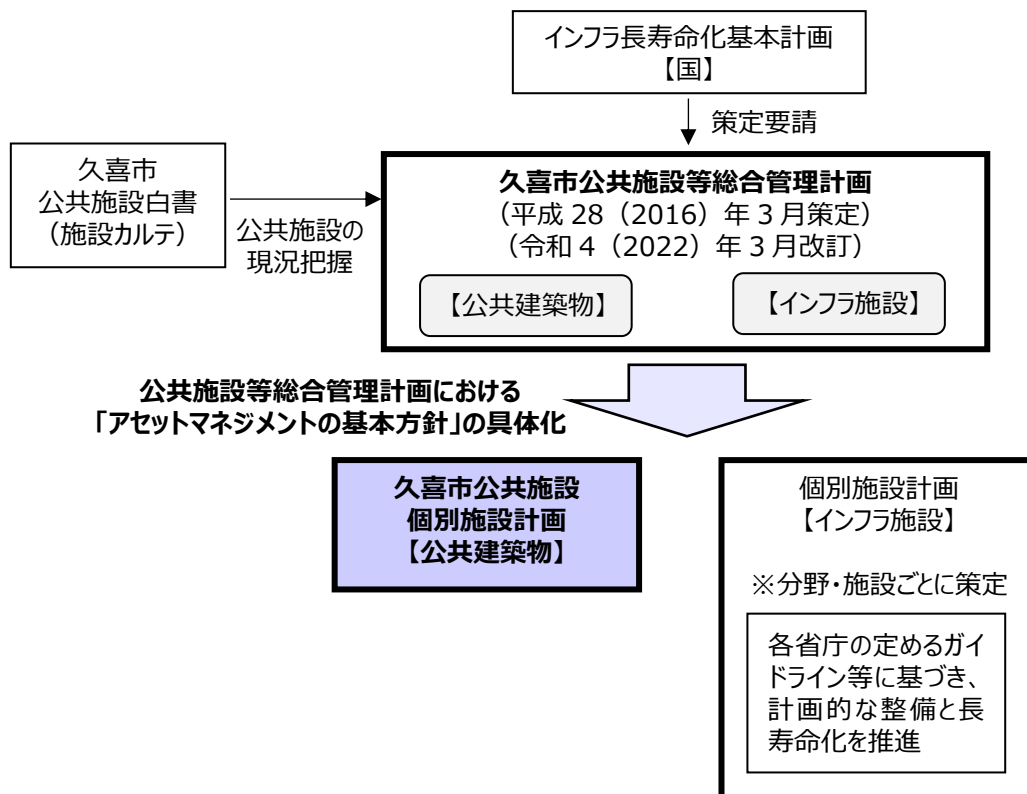 インフラ長寿命化基本計画
【国】
策定要請
久喜市
公共施設白書
（施設カルテ）
公共施設の
現況把握
久喜市公共施設等総合管理計画
（平成 28（2016）年 3 月策定）
（令和 4（2022）年 3 月改訂）
【公共建築物】
【インフラ施設】
公共施設等総合管理計画における
「アセットマネジメントの基本方針」の具体化
久喜市公共施設
個別施設計画
【公共建築物】
個別施設計画
【インフラ施設】
※分野・施設ごとに策定
各省庁の定めるガイ
ドライン等に基づき、
計画的な整備と長
寿命化を推進